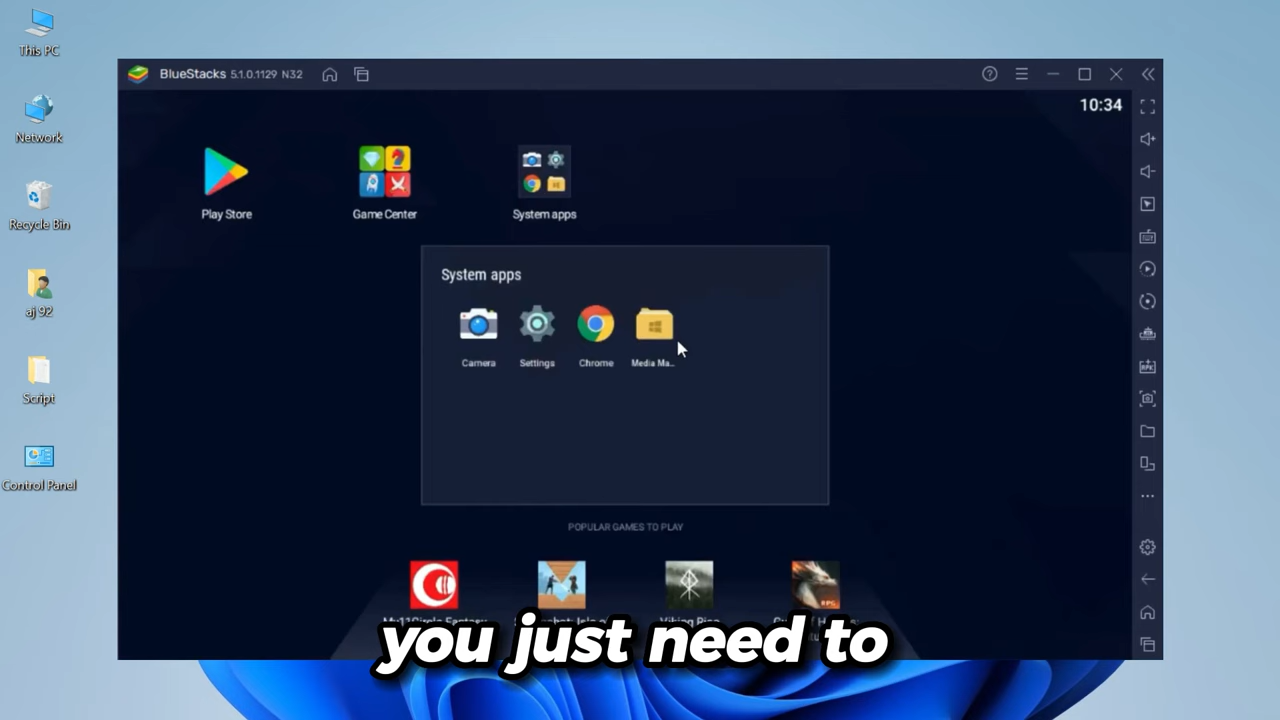 This PC
Network
Recycle Bin
aj 92
Script
Control Panel
BlueStacks 5.1.0.1129 N32
10:34
Play Store
Game Center
System apps
System apps
Camera
Settings
Chrome
Media Ma...
POPULAR GAMES TO PLAY
RPG
you just need to